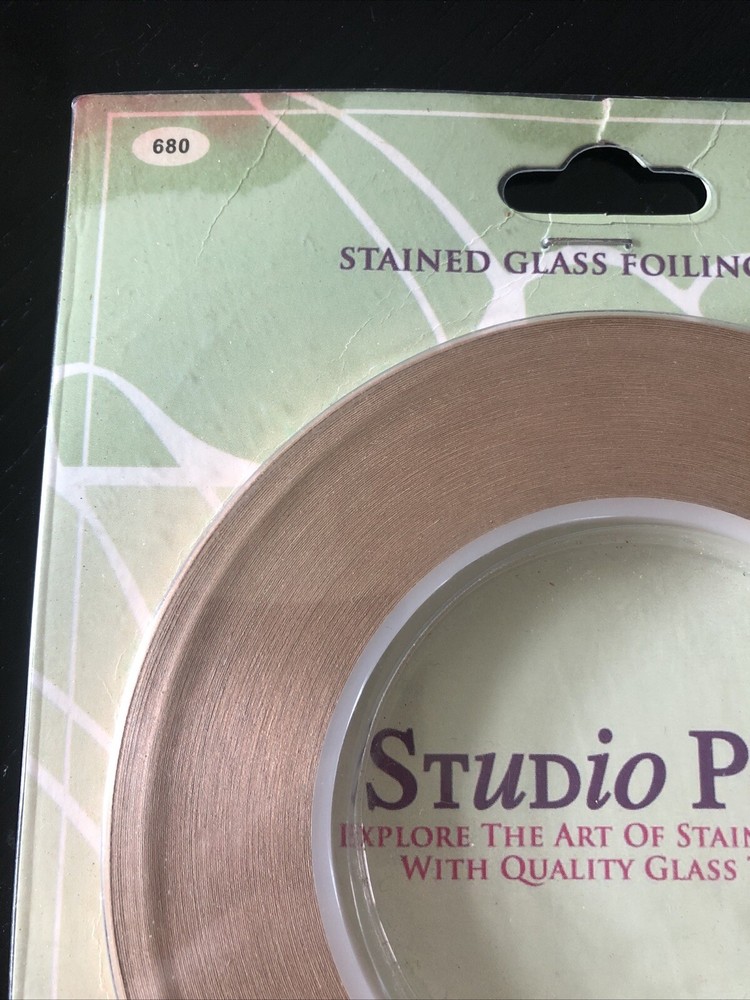 680
STAINED GLASS FOILING
STUDIO P
EXPLORE THE ART OF STAIN
WITH QUALITY GLASS